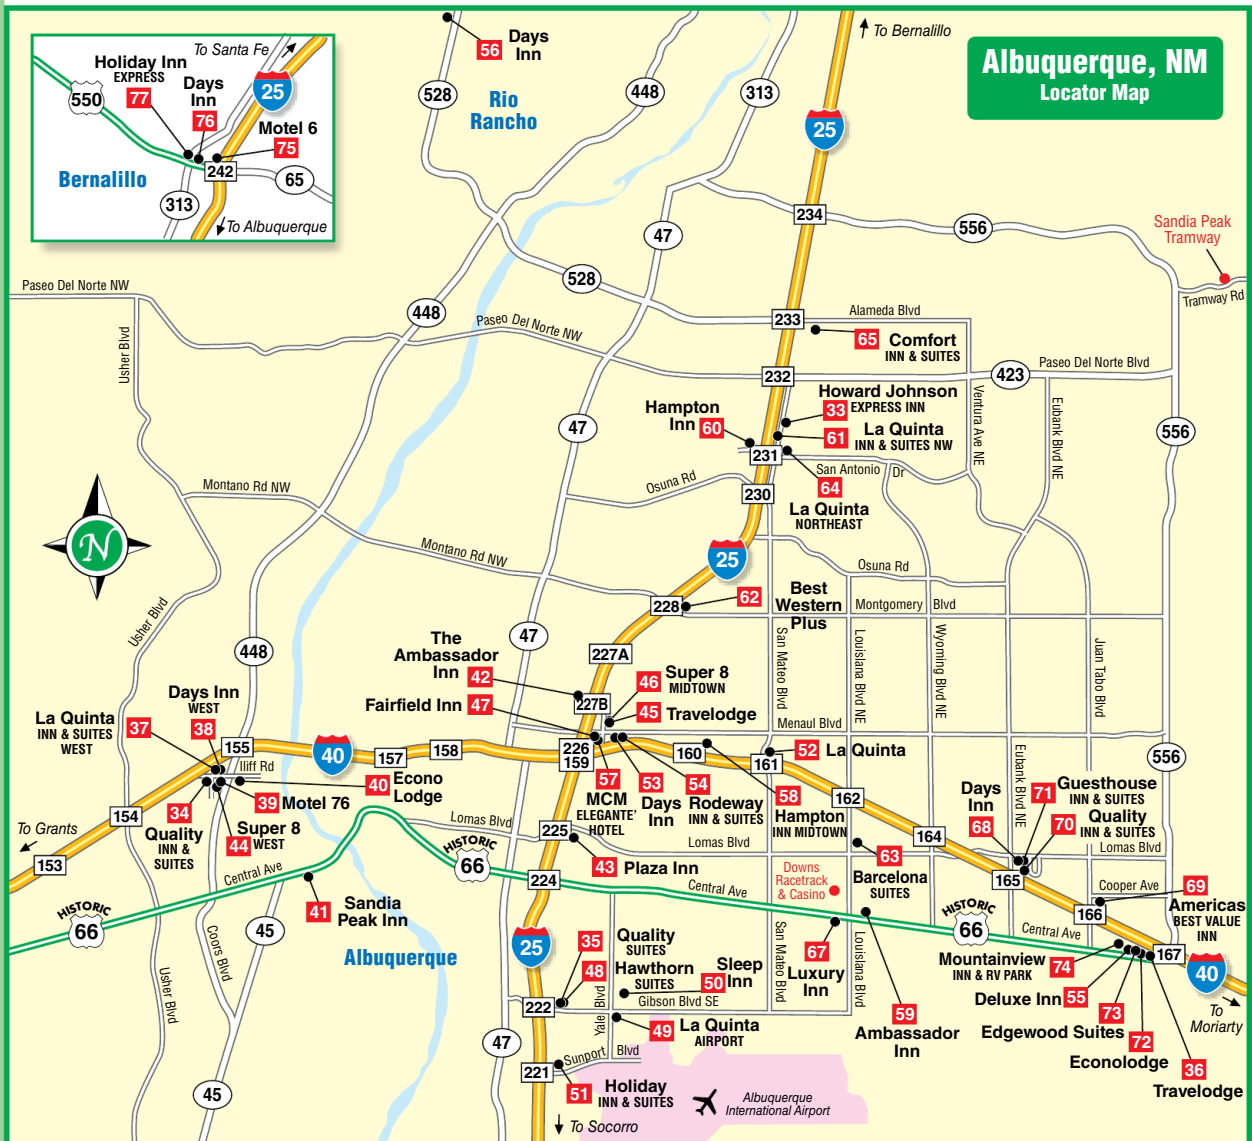 Albuquerque, NM
Locator Map
To Santa Fe
Holiday Inn
EXPRESS
77
Days
Inn
76
550
25
Motel 6
75
242
65
Bernalillo
313
To Albuquerque
56
Days
Inn
528
Rio
Rancho
448
313
To Bernalillo
25
234
556
Sandia Peak
Tramway
Tramway Rd
47
528
Paseo Del Norte NW
448
Usher Blvd
Paseo Del Norte NW
233
Alameda Blvd
65
Comfort
INN & SUITES
232
423
Paseo Del Norte Blvd
Ventura Ave NE
Eubank Blvd NE
556
Hampton
Inn
60
Howard Johnson
33
EXPRESS INN
61
La Quinta
INN & SUITES NW
47
231
San Antonio
Dr
64
La Quinta
NORTHEAST
Osuna Rd
230
Montano Rd NW
N
Montano Rd NW
25
Osuna Rd
62
Best
Western
Plus
228
Montgomery
Blvd
Usher Blvd
448
47
227A
San Mateo Blvd
Louisiana Blvd NE
Wyoming Blvd NE
Juan Tabo Blvd
The
Ambassador
Inn
42
46
Super 8
MIDTOWN
227B
Fairfield Inn
47
45
Travelodge
Menaul Blvd
Days Inn
WEST
38
La Quinta
INN & SUITES
WEST
37
155
40
157
158
226
159
160
161
52
La Quinta
556
Iliff Rd
40
Econo
Lodge
39
Motel 76
34
Quality
INN &
SUITES
44
Super 8
WEST
57
MCM
ELEGANTE'
HOTEL
53
Days
Inn
54
Rodeway
INN & SUITES
58
Hampton
INN MIDTOWN
162
Eubank Blvd NE
Days
Inn
68
71
Guesthouse
INN & SUITES
70
Quality
INN & SUITES
154
To Grants
153
Lomas Blvd
225
Lomas Blvd
164
Lomas Blvd
43
Plaza Inn
HISTORIC
66
63
Barcelona
SUITES
Downs
Racetrack
& Casino
165
Cooper Ave
69
Americas
BEST VALUE
INN
166
Central Ave
224
Central Ave
HISTORIC
66
41
Sandia
Peak Inn
HISTORIC
66
Central Ave
167
45
Coors Blvd
Albuquerque
25
35
Quality
SUITES
48
Hawthorn
SUITES
50
Sleep
Inn
San Mateo Blvd
67
Luxury
Inn
Louisiana Blvd
Mountainview
INN & RV PARK
74
40
Deluxe Inn
55
To
Moriarty
Usher Blvd
222
Yale Blvd
Gibson Blvd SE
49
La Quinta
AIRPORT
59
Ambassador
Inn
73
Edgewood Suites
72
Econolodge
36
Travelodge
47
221
Sunport
Blvd
51
Holiday
INN & SUITES
45
Albuquerque
International Airport
To Socorro